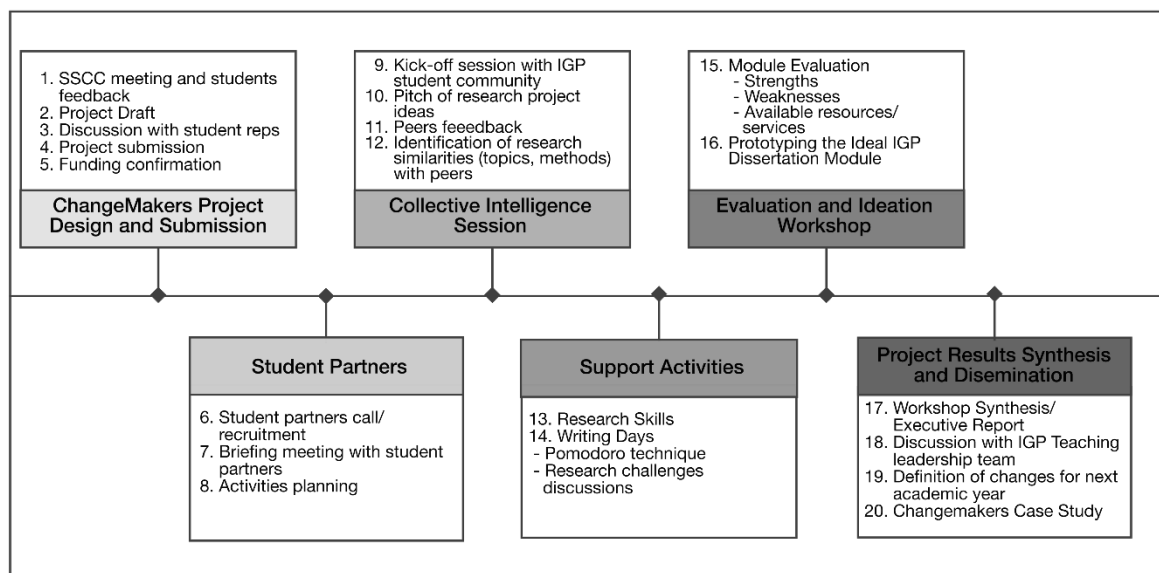 1. SSCC meeting and students
feedback
2. Project Draft
3. Discussion with student reps
4. Project submission
5. Funding confirmation
ChangeMakers Project
Design and Submission
9. Kick-off session with IGP
student community
10. Pitch of research project
ideas
11. Peers feeedback
12. Identification of research
similarities (topics, methods)
with peers
Collective Intelligence
Session
15. Module Evaluation
- Strengths
- Weaknesses
- Available resources/
services
16. Prototyping the Ideal IGP
Dissertation Module
Evaluation and Ideation
Workshop
Student Partners
6. Student partners call/
recruitment
7. Briefing meeting with student
partners
8. Activities planning
Support Activities
13. Research Skills
14. Writing Days
- Pomodoro technique
- Research challenges
discussions
Project Results Synthesis
and Disemination
17. Workshop Synthesis/
Executive Report
18. Discussion with IGP Teaching
leadership team
19. Definition of changes for next
academic year
20. Changemakers Case Study